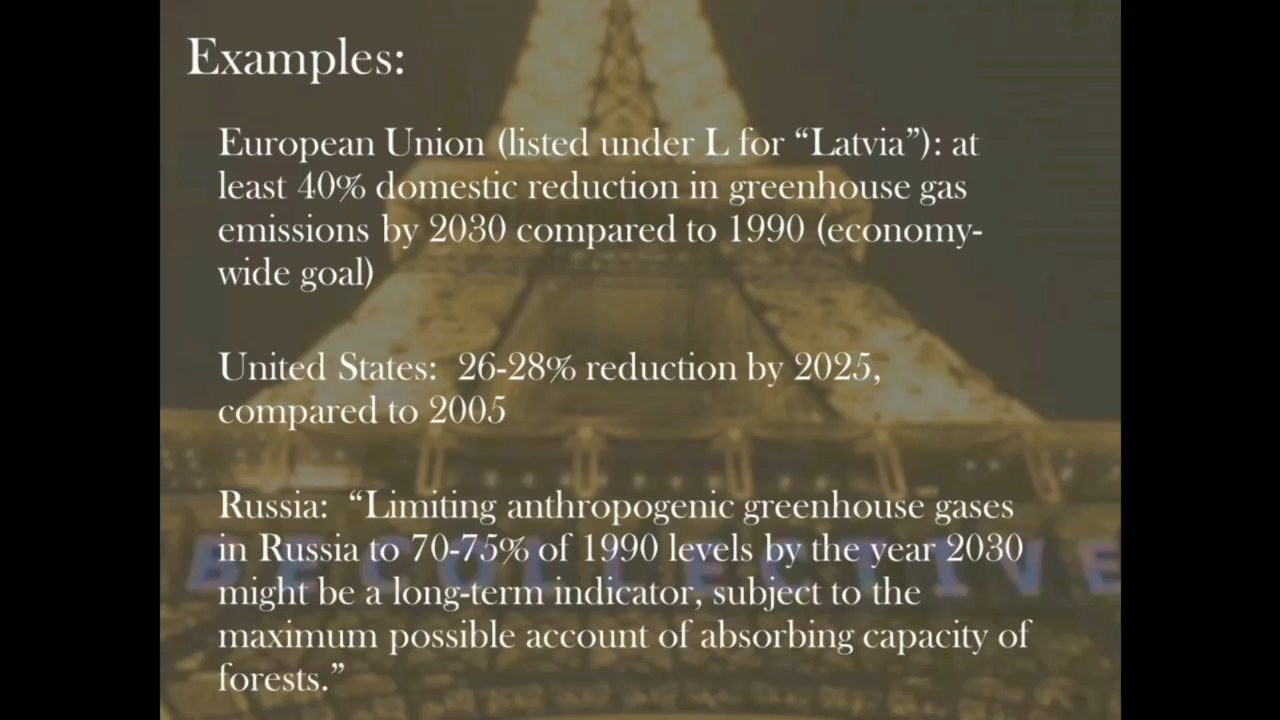 Examples:
European Union (listed under L for “Latvia”): at
least 40% domestic reduction in greenhouse gas
emissions by 2030 compared to 1990 (economy-
wide goal)
United States:  26-28% reduction by 2025,
compared to 2005
Russia:  “Limiting anthropogenic greenhouse gases
in Russia to 70-75% of 1990 levels by the year 2030
BECOLLECTIVE
might be a long-term indicator, subject to the
maximum possible account of absorbing capacity of
forests.”